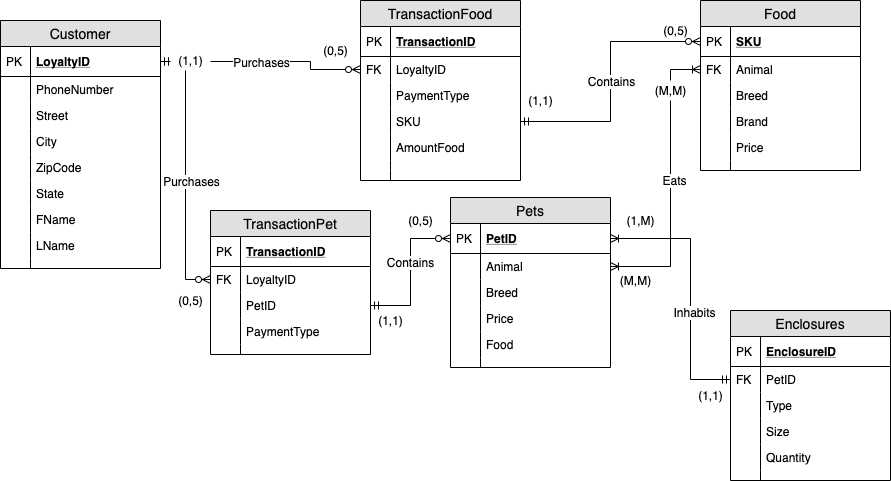 Customer
PK LoyaltyID
PhoneNumber
Street
City
ZipCode
State
FName
LName
(1,1)
Purchases
(0,5)
TransactionFood
PK TransactionID
FK LoyaltyID
PaymentType
SKU
AmountFood
(1,1)
Contains
(0,5)
Food
PK SKU
FK Animal
Breed
Brand
Price
(M,M)
Eats
(M,M)
Purchases
(0,5)
TransactionPet
PK TransactionID
FK LoyaltyID
PetID
PaymentType
(1,1)
Contains
(0,5)
Pets
PK PetID
Animal
Breed
Price
Food
(1,M)
Inhabits
(1,1)
Enclosures
PK EnclosureID
FK PetID
Type
Size
Quantity